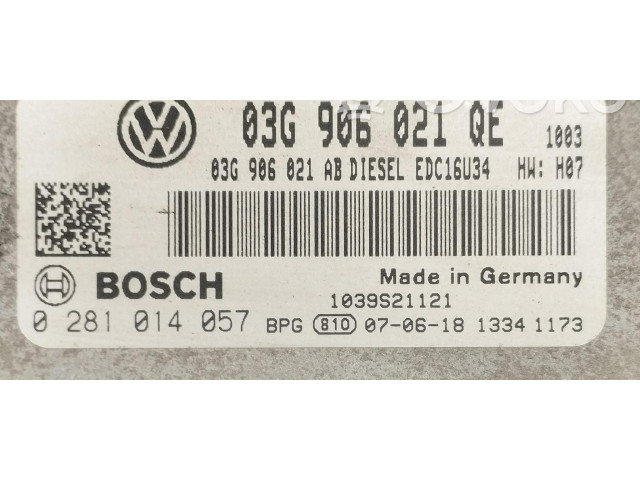 03G 906 021 QE 1003
03G 906 021 AB DIESEL EDC16U34 HW: H07
BOSCH
Made in Germany
1039S21121
0 281 014 057 BPG 810 07-06-18 1334 1173